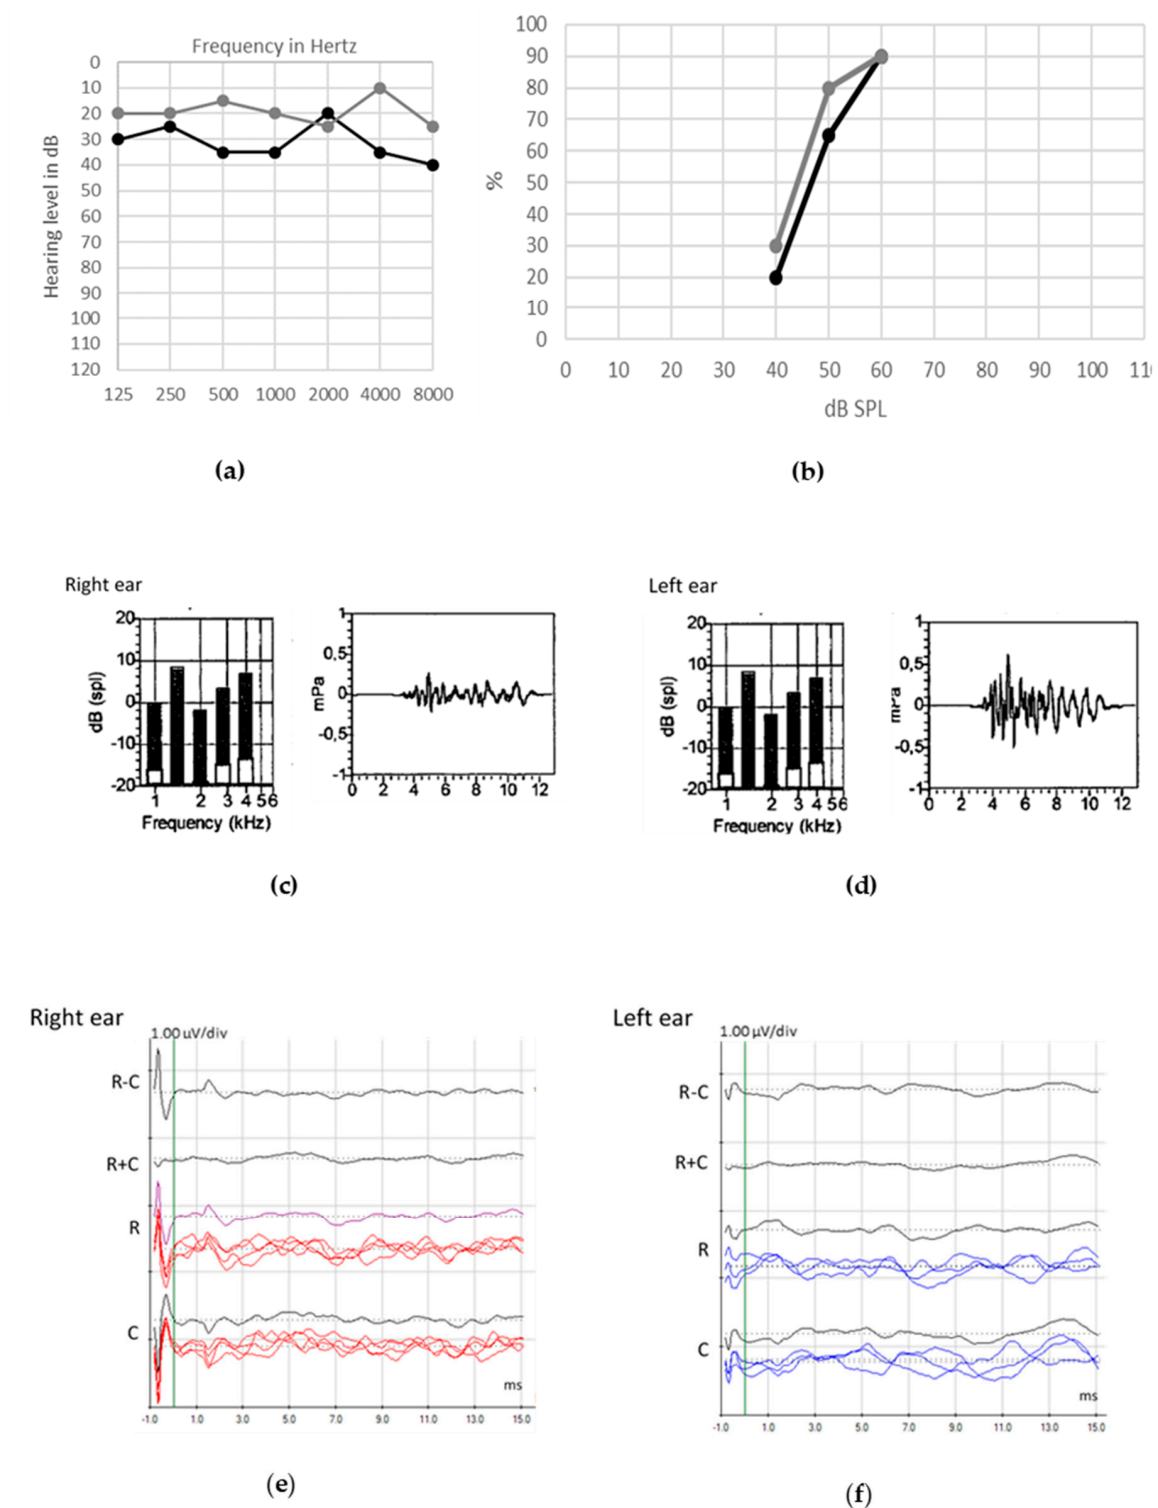 Frequency in Hertz
Hearing level in dB
0
10
20
30
40
50
60
70
80
90
100
110
120
125 250 500 1000 2000 4000 8000
(a)
%
100
90
80
70
60
50
40
30
20
10
0
0 10 20 30 40 50 60 70 80 90 100
dB SPL
(b)
Right ear
dB (spl)
20
10
0
-10
-20
1 2 3 4 5 6
Frequency (kHz)
mPa
1
0,5
0
-0,5
-1
0 2 4 6 8 10 12
(c)
Left ear
dB (spl)
20
10
0
-10
-20
1 2 3 4 5 6
Frequency (kHz)
mPa
1
0,5
0
-0,5
-1
0 2 4 6 8 10 12
(d)
Right ear
1.00 µV/div
R-C
R+C
R
C
ms
-1.0 1.0 3.0 5.0 7.0 9.0 11.0 13.0 15.0
(e)
Left ear
1.00 µV/div
R-C
R+C
R
C
ms
-1.0 1.0 3.0 5.0 7.0 9.0 11.0 13.0 15.0
(f)